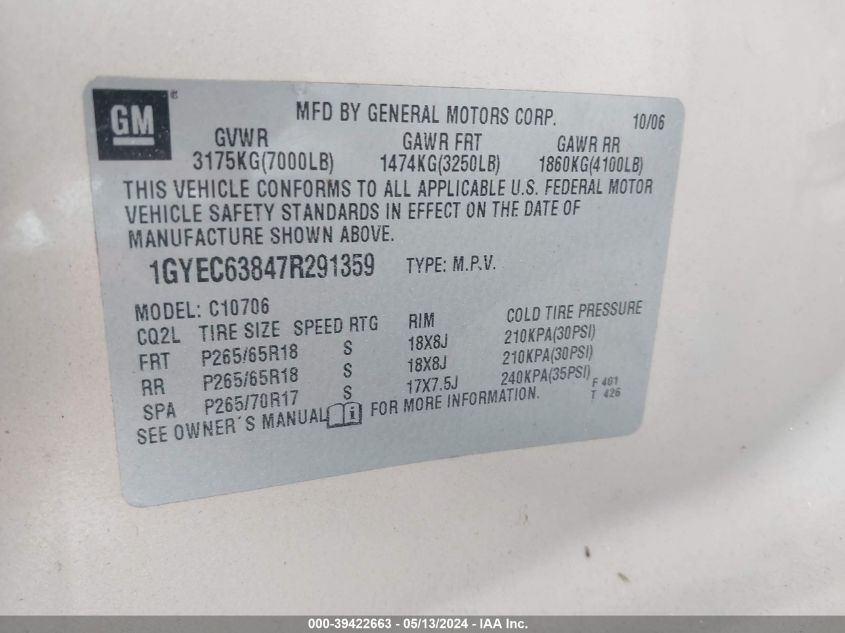 GM ®
MFD BY GENERAL MOTORS CORP. 10/06
GVWR GAWR FRT GAWR RR
3175KG(7000LB) 1474KG(3250LB) 1860KG(4100LB)
THIS VEHICLE CONFORMS TO ALL APPLICABLE U.S. FEDERAL MOTOR
VEHICLE SAFETY STANDARDS IN EFFECT ON THE DATE OF
MANUFACTURE SHOWN ABOVE.
1GYEC63847R291359 TYPE: M.P.V.
MODEL: C10706
CQ2L TIRE SIZE SPEED RTG RIM COLD TIRE PRESSURE
FRT P265/65R18 S 18X8J 210KPA(30PSI)
RR P265/65R18 S 18X8J 210KPA(30PSI)
SPA P265/70R17 S 17X7.5J 240KPA(35PSI)
SEE OWNER´S MANUAL FOR MORE INFORMATION.
F 401
T 426
000-39422663 - 05/13/2024 - IAA Inc.